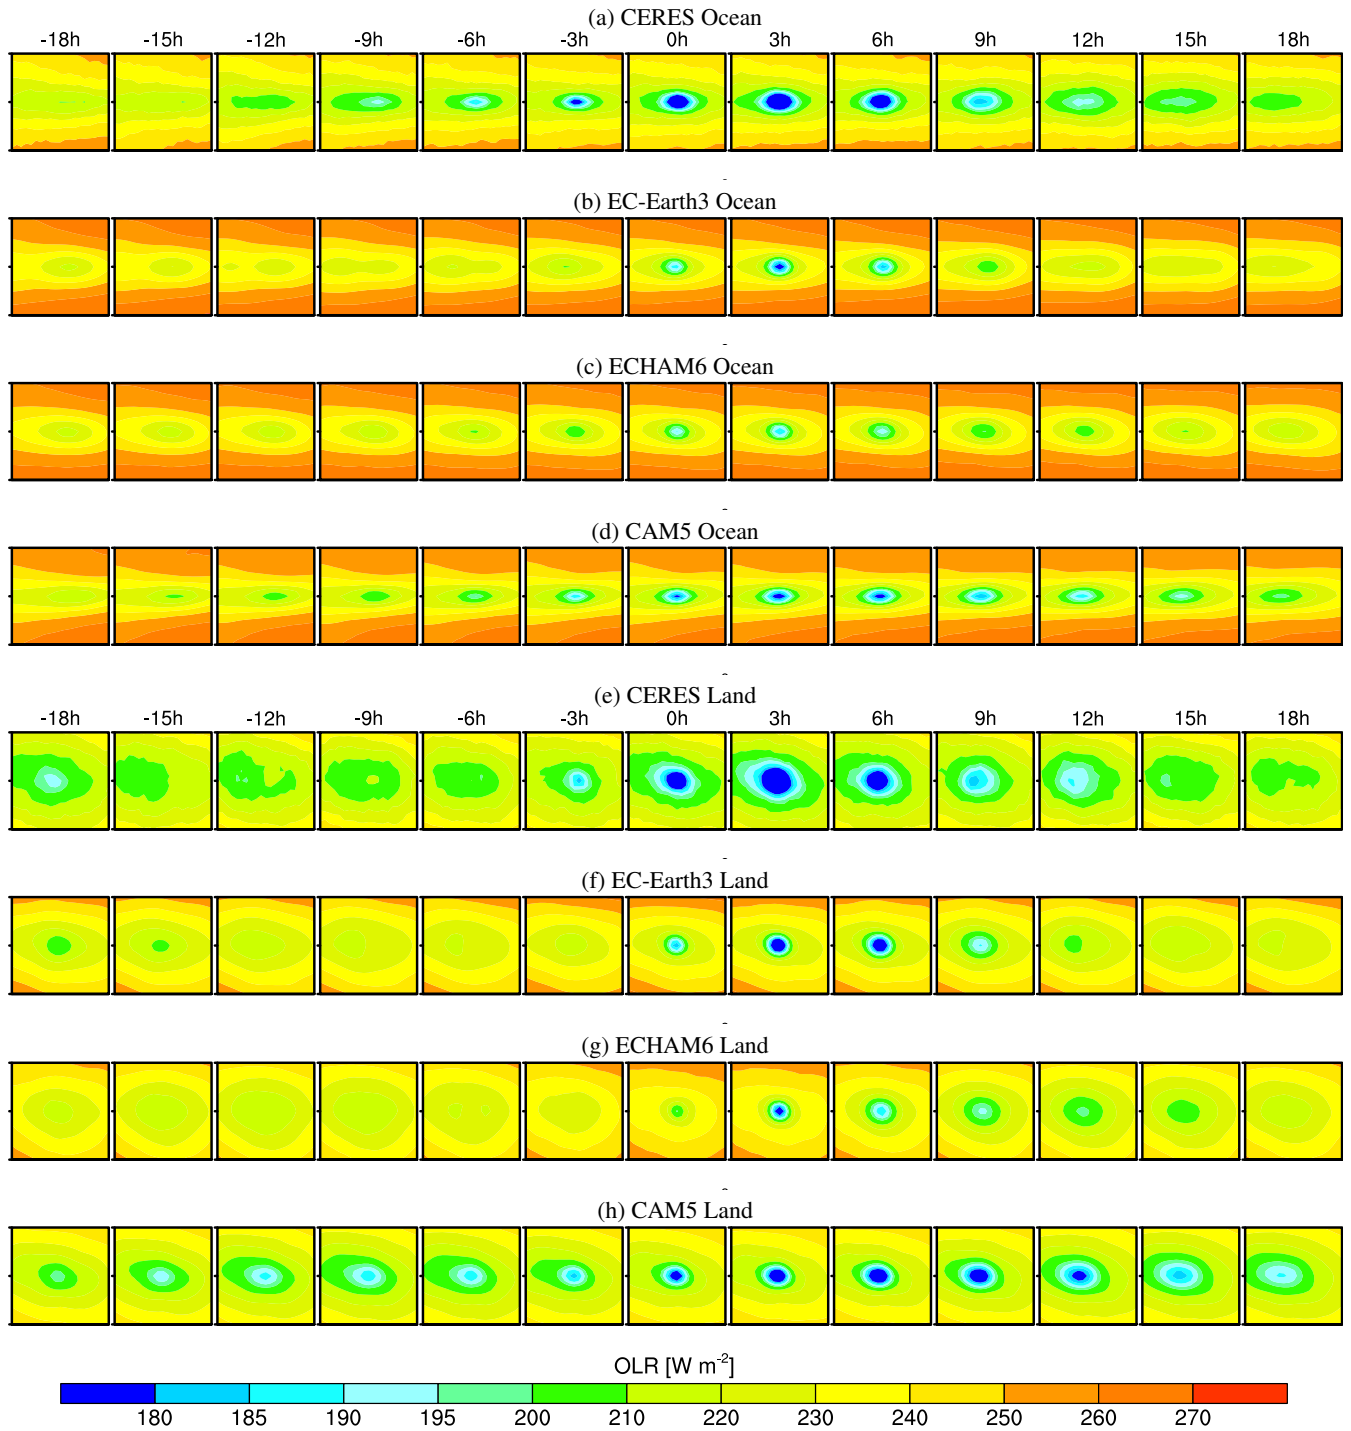 (a) CERES Ocean
-18h -15h -12h -9h -6h -3h 0h 3h 6h 9h 12h 15h 18h
(b) EC-Earth3 Ocean
(c) ECHAM6 Ocean
(d) CAM5 Ocean
(e) CERES Land
-18h -15h -12h -9h -6h -3h 0h 3h 6h 9h 12h 15h 18h
(f) EC-Earth3 Land
(g) ECHAM6 Land
(h) CAM5 Land
OLR [W m⁻²]
180 185 190 195 200 210 220 230 240 250 260 270